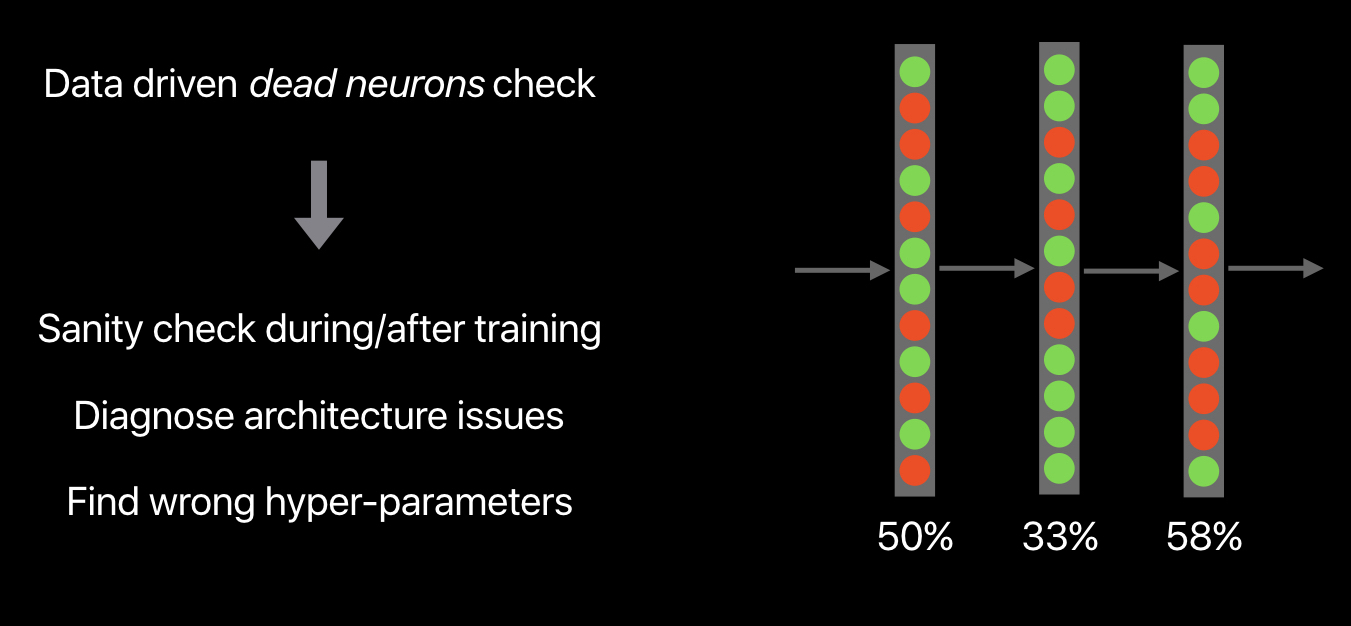 Data driven dead neurons check
Sanity check during/after training
Diagnose architecture issues
Find wrong hyper-parameters
50% 33% 58%